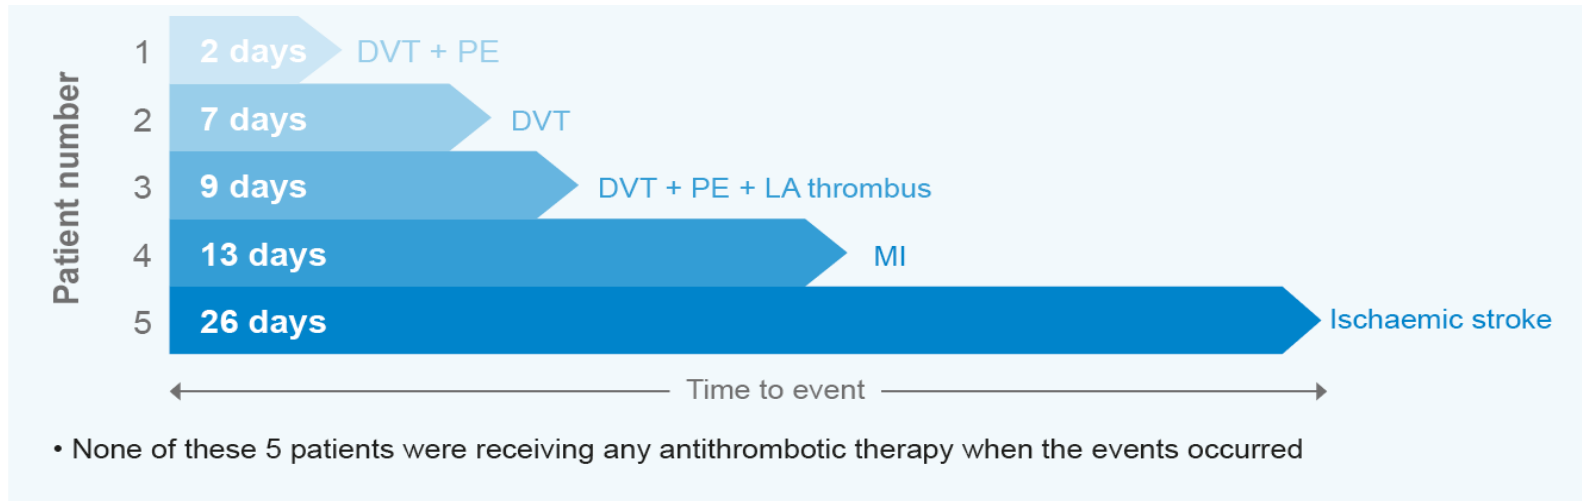 Patient number
1 2 days DVT + PE
2 7 days DVT
3 9 days DVT + PE + LA thrombus
4 13 days MI
5 26 days Ischaemic stroke
Time to event
• None of these 5 patients were receiving any antithrombotic therapy when the events occurred